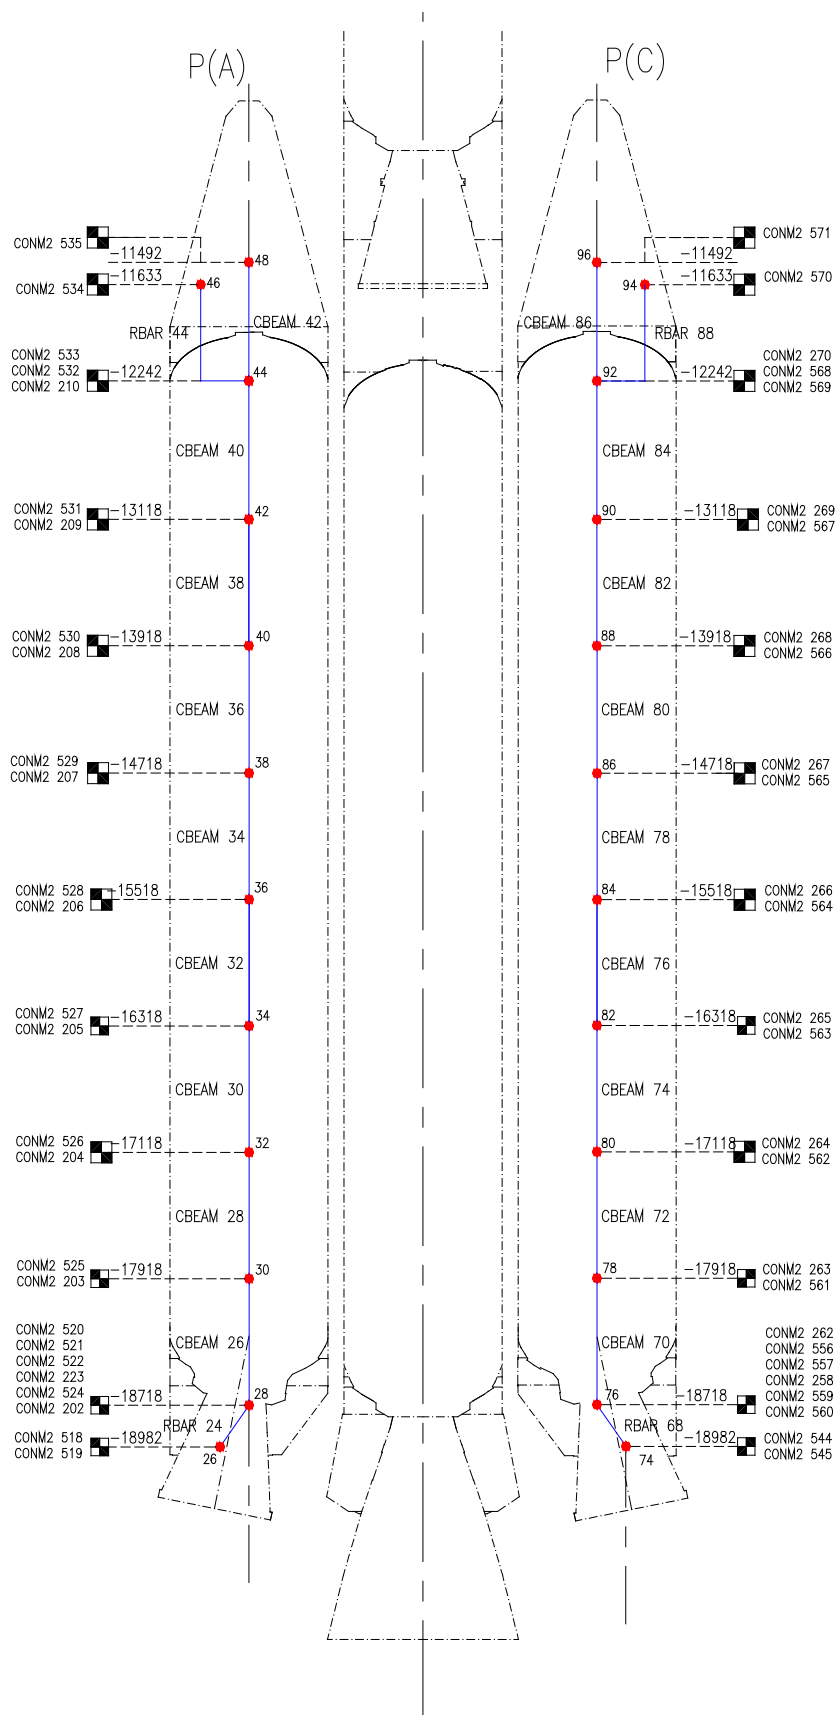 P(A)
P(C)
CONM2 535
-11492
48
96
-11492
CONM2 571
CONM2 534
-11633
46
94
-11633
CONM2 570
RBAR 44
CBEAM 42
CBEAM 86
RBAR 88
CONM2 533
CONM2 532
CONM2 210
-12242
44
92
-12242
CONM2 270
CONM2 568
CONM2 569
CBEAM 40
CBEAM 84
CONM2 531
CONM2 209
-13118
42
90
-13118
CONM2 269
CONM2 567
CBEAM 38
CBEAM 82
CONM2 530
CONM2 208
-13918
40
88
-13918
CONM2 268
CONM2 566
CBEAM 36
CBEAM 80
CONM2 529
CONM2 207
-14718
38
86
-14718
CONM2 267
CONM2 565
CBEAM 34
CBEAM 78
CONM2 528
CONM2 206
-15518
36
84
-15518
CONM2 266
CONM2 564
CBEAM 32
CBEAM 76
CONM2 527
CONM2 205
-16318
34
82
-16318
CONM2 265
CONM2 563
CBEAM 30
CBEAM 74
CONM2 526
CONM2 204
-17118
32
80
-17118
CONM2 264
CONM2 562
CBEAM 28
CBEAM 72
CONM2 525
CONM2 203
-17918
30
78
-17918
CONM2 263
CONM2 561
CBEAM 26
CBEAM 70
CONM2 520
CONM2 521
CONM2 522
CONM2 223
CONM2 524
CONM2 202
-18718
28
76
-18718
CONM2 262
CONM2 556
CONM2 557
CONM2 258
CONM2 559
CONM2 560
RBAR 24
RBAR 68
CONM2 518
CONM2 519
-18982
26
74
-18982
CONM2 544
CONM2 545